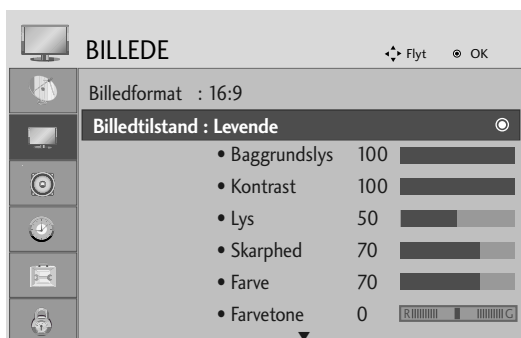 BILLEDE Flyt OK
Billedformat : 16:9
Billedtilstand : Levende
• Baggrundslys 100
• Kontrast 100
• Lys 50
• Skarphed 70
• Farve 70
• Farvetone 0 R G